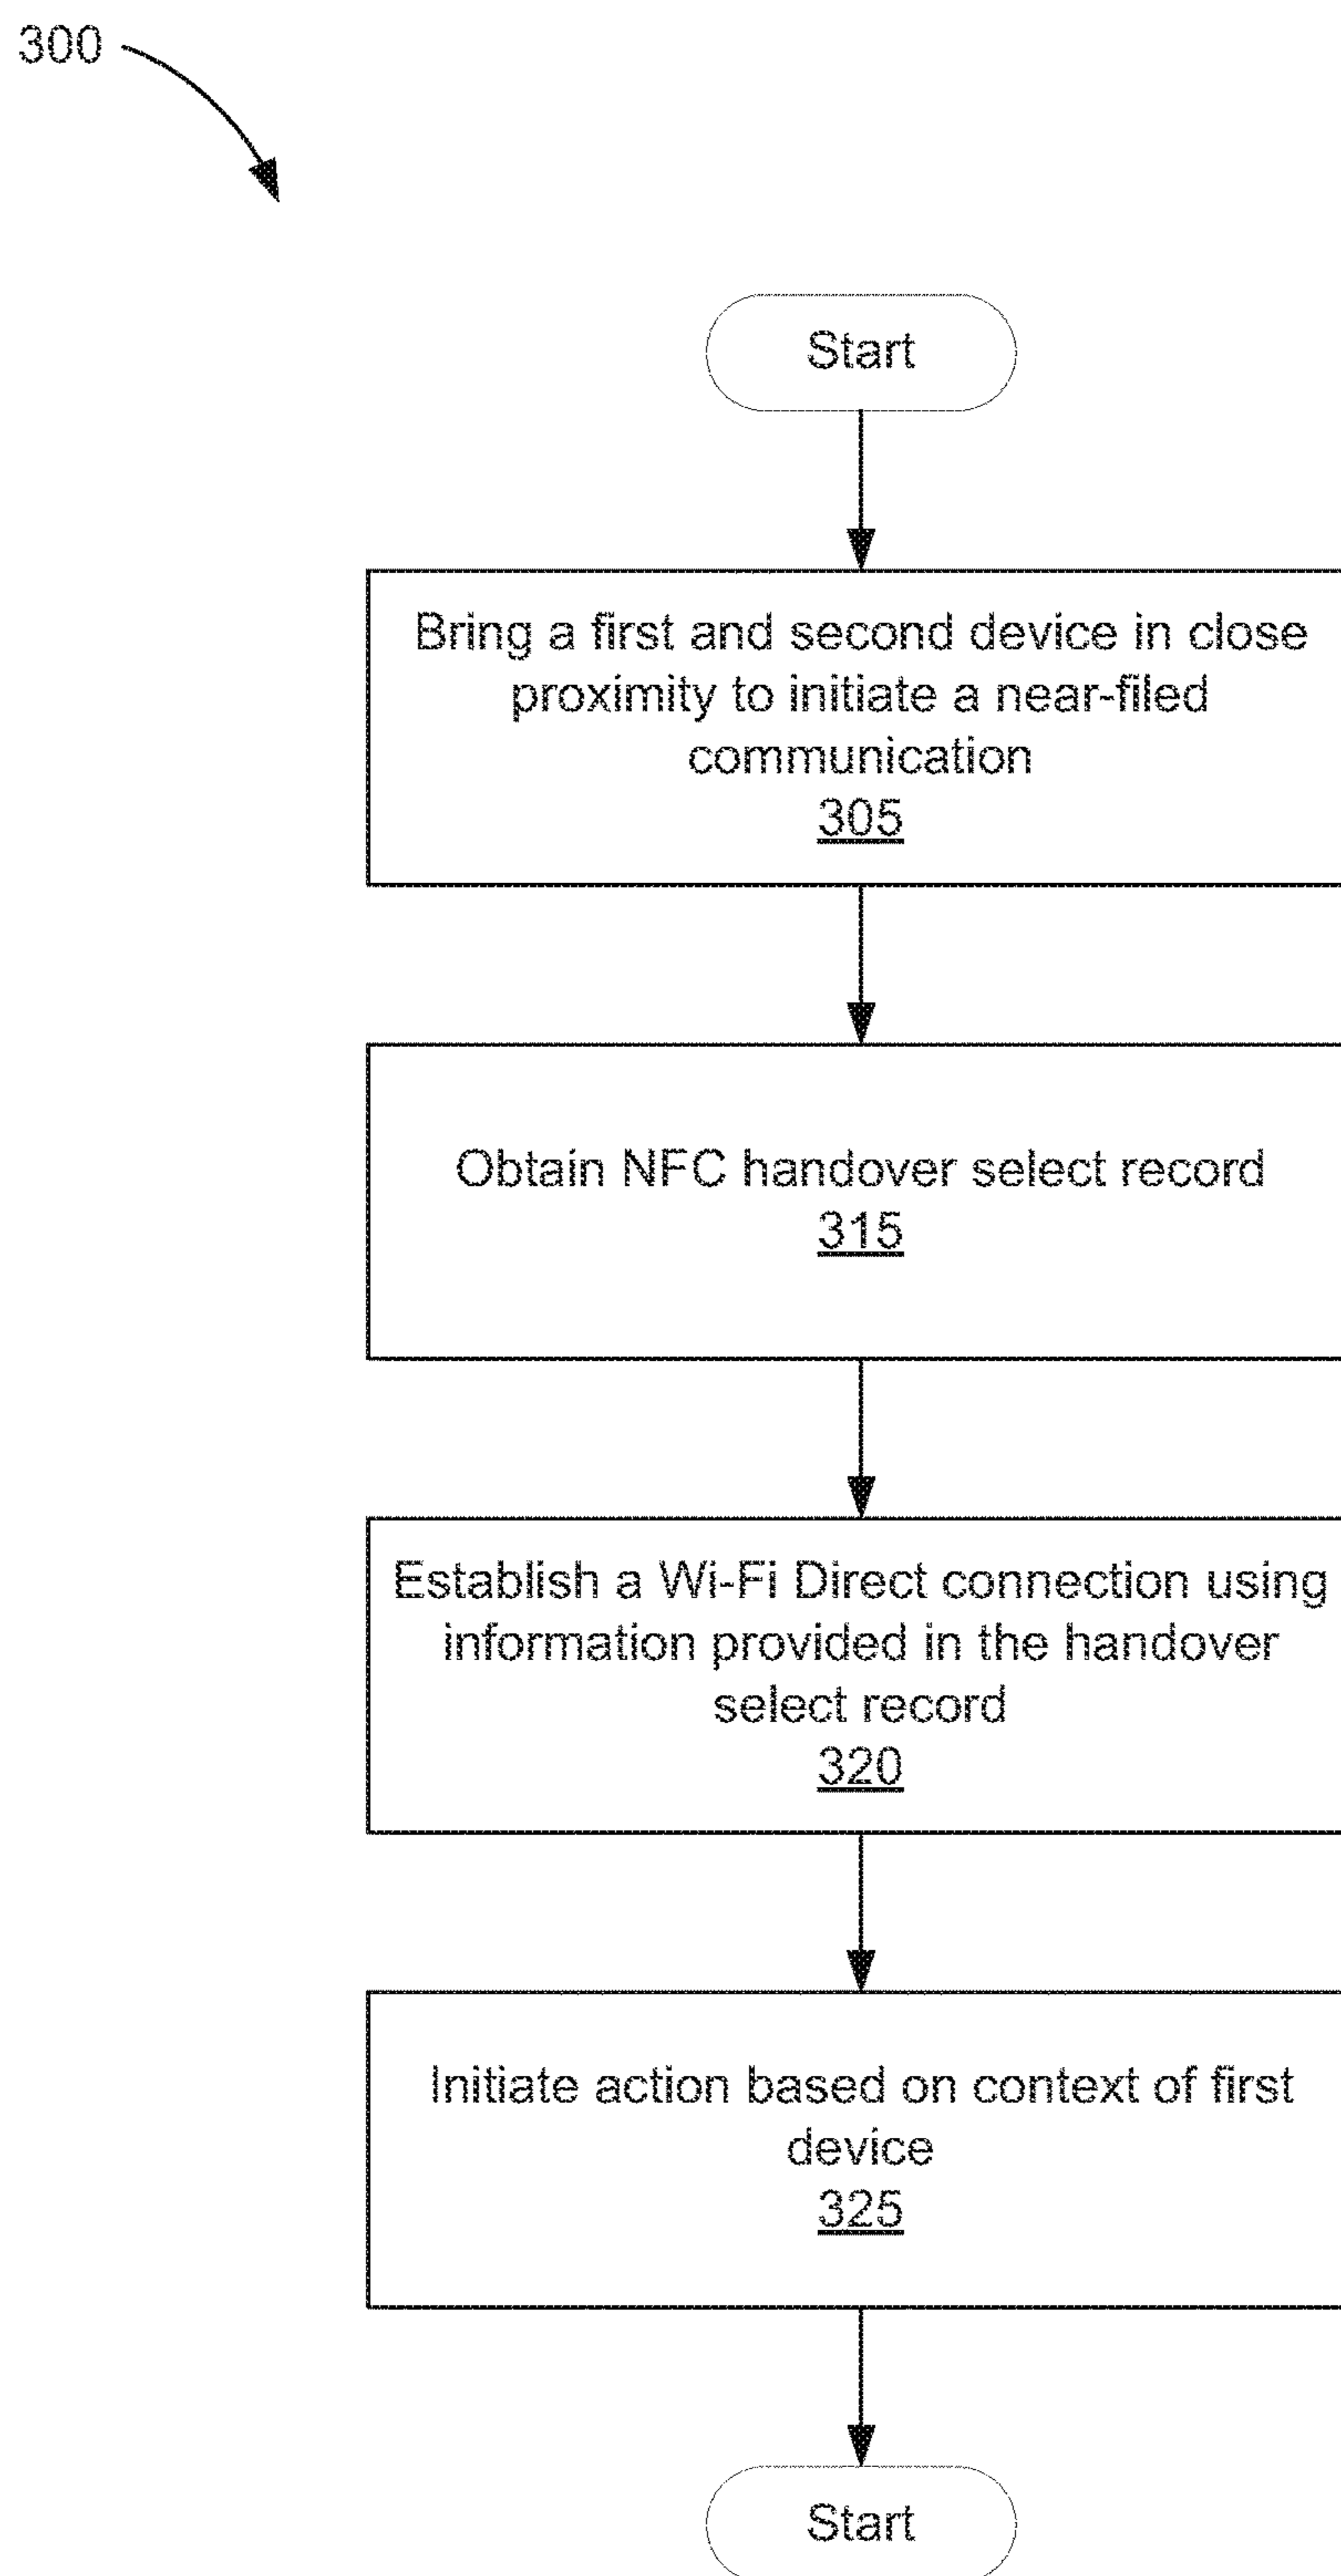 300
Start
Bring a first and second device in close
proximity to initiate a near-filed
communication
305
Obtain NFC handover select record
315
Establish a Wi-Fi Direct connection using
information provided in the handover
select record
320
Initiate action based on context of first
device
325
Start